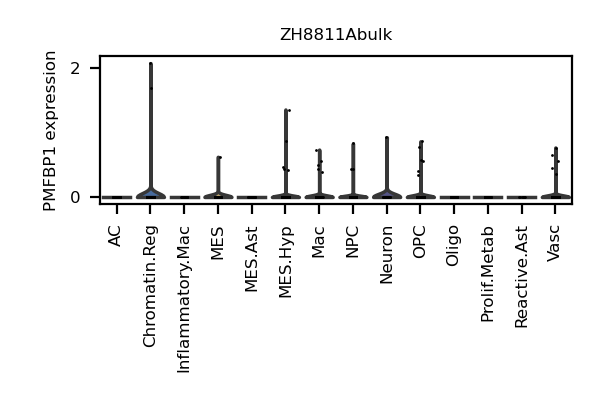 ZH8811Abulk
PMFBP1 expression
2
0
AC
Chromatin.Reg
Inflammatory.Mac
MES
MES.Ast
MES.Hyp
Mac
NPC
Neuron
OPC
Oligo
Prolif.Metab
Reactive.Ast
Vasc